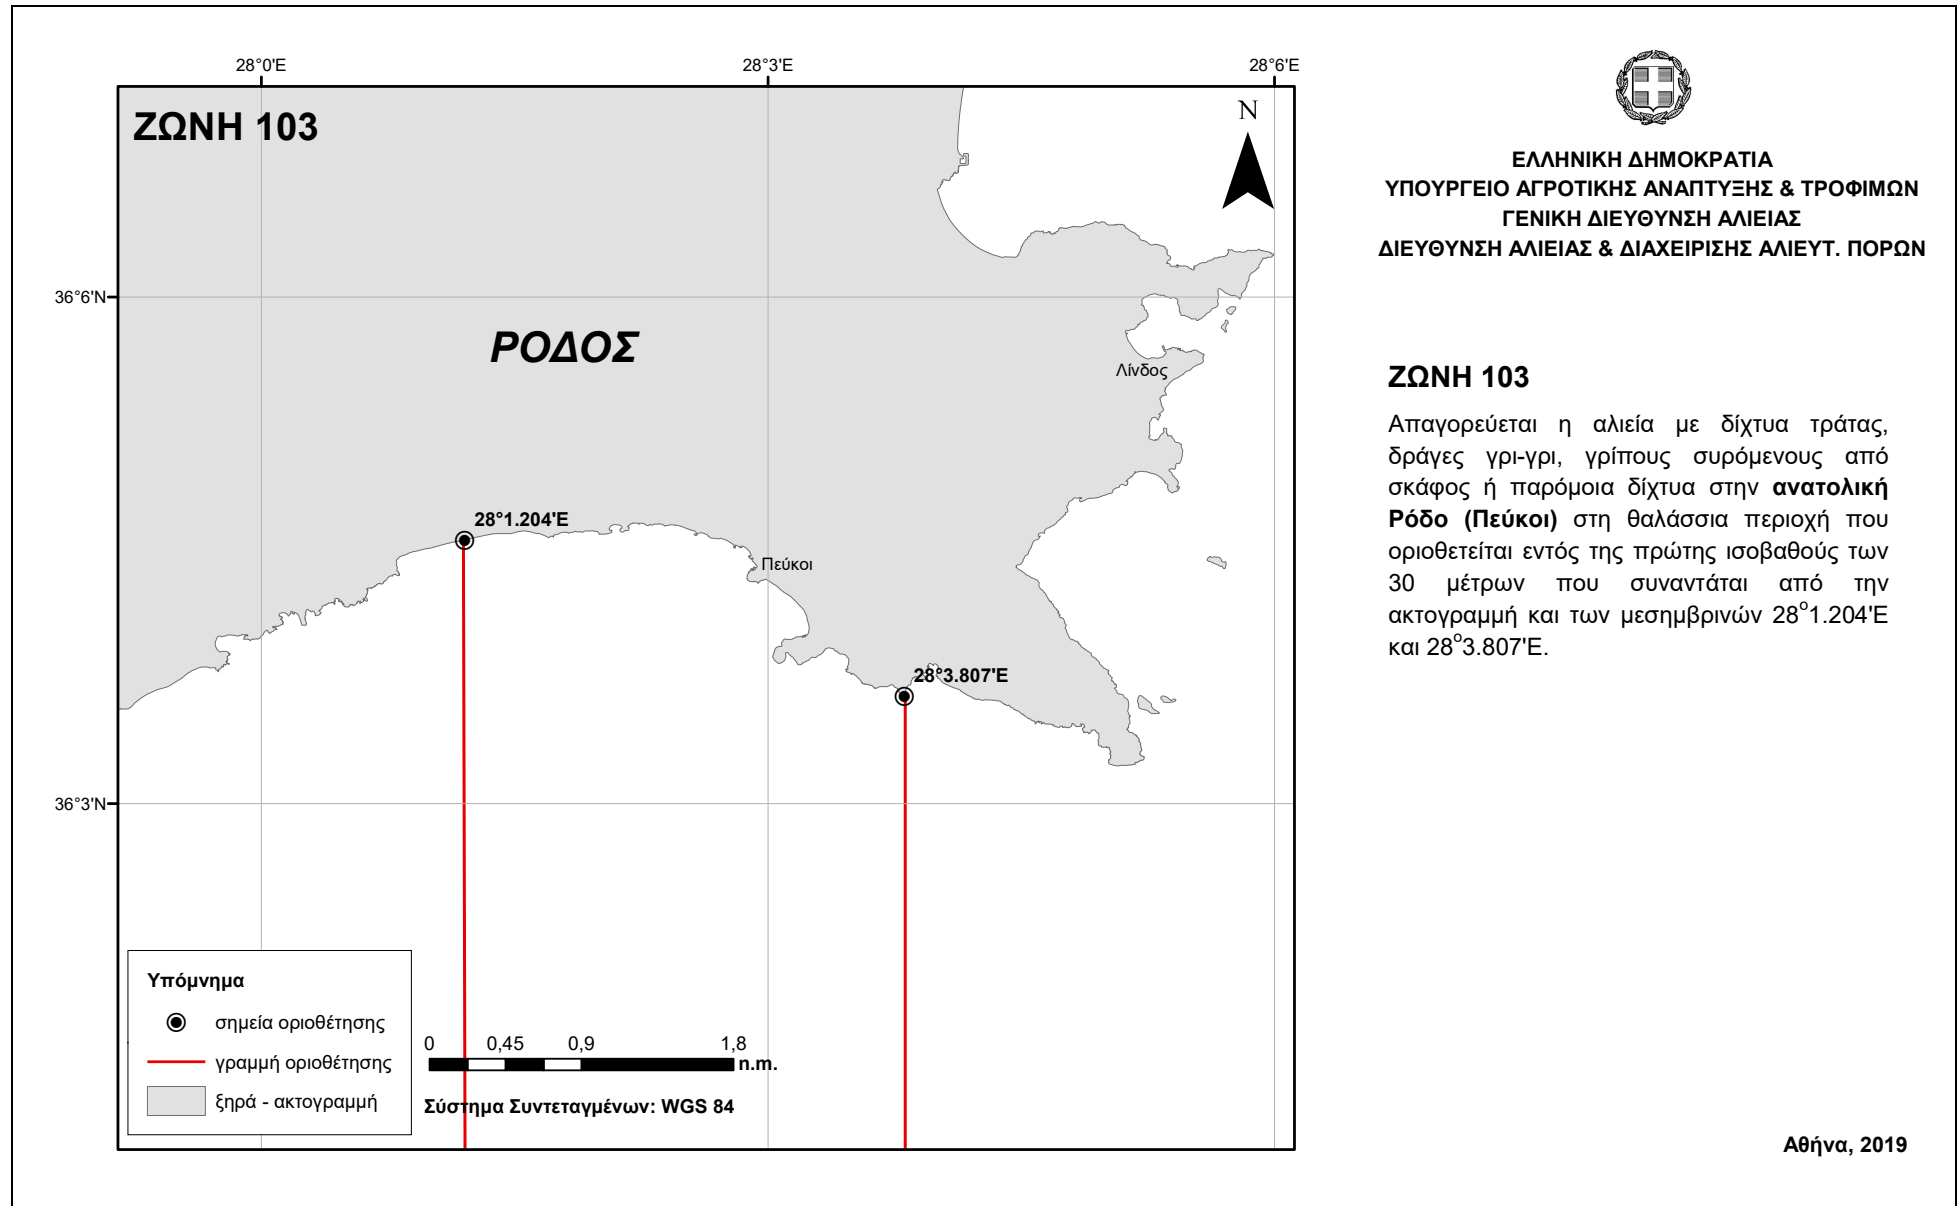 28°0'E
28°3'E
28°6'E
ΖΩΝΗ 103
N
36°6'N
ΡΟΔΟΣ
Λίνδος
28°1.204'E
Πεύκοι
28°3.807'E
36°3'N
Υπόμνημα
σημεία οριοθέτησης
γραμμή οριοθέτησης
ξηρά - ακτογραμμή
0 0,45 0,9 1,8
n.m.
Σύστημα Συντεταγμένων: WGS 84
ΕΛΛΗΝΙΚΗ ΔΗΜΟΚΡΑΤΙΑ
ΥΠΟΥΡΓΕΙΟ ΑΓΡΟΤΙΚΗΣ ΑΝΑΠΤΥΞΗΣ & ΤΡΟΦΙΜΩΝ
ΓΕΝΙΚΗ ΔΙΕΥΘΥΝΣΗ ΑΛΙΕΙΑΣ
ΔΙΕΥΘΥΝΣΗ ΑΛΙΕΙΑΣ & ΔΙΑΧΕΙΡΙΣΗΣ ΑΛΙΕΥΤ. ΠΟΡΩΝ
ΖΩΝΗ 103
Απαγορεύεται η αλιεία με δίχτυα τράτας,
δράγες γρι-γρι, γρίπους συρόμενους από
σκάφος ή παρόμοια δίχτυα στην ανατολική
Ρόδο (Πεύκοι) στη θαλάσσια περιοχή που
οριοθετείται εντός της πρώτης ισοβαθούς των
30 μέτρων που συναντάται από την
ακτογραμμή και των μεσημβρινών 28°1.204'E
και 28°3.807'E.
Αθήνα, 2019